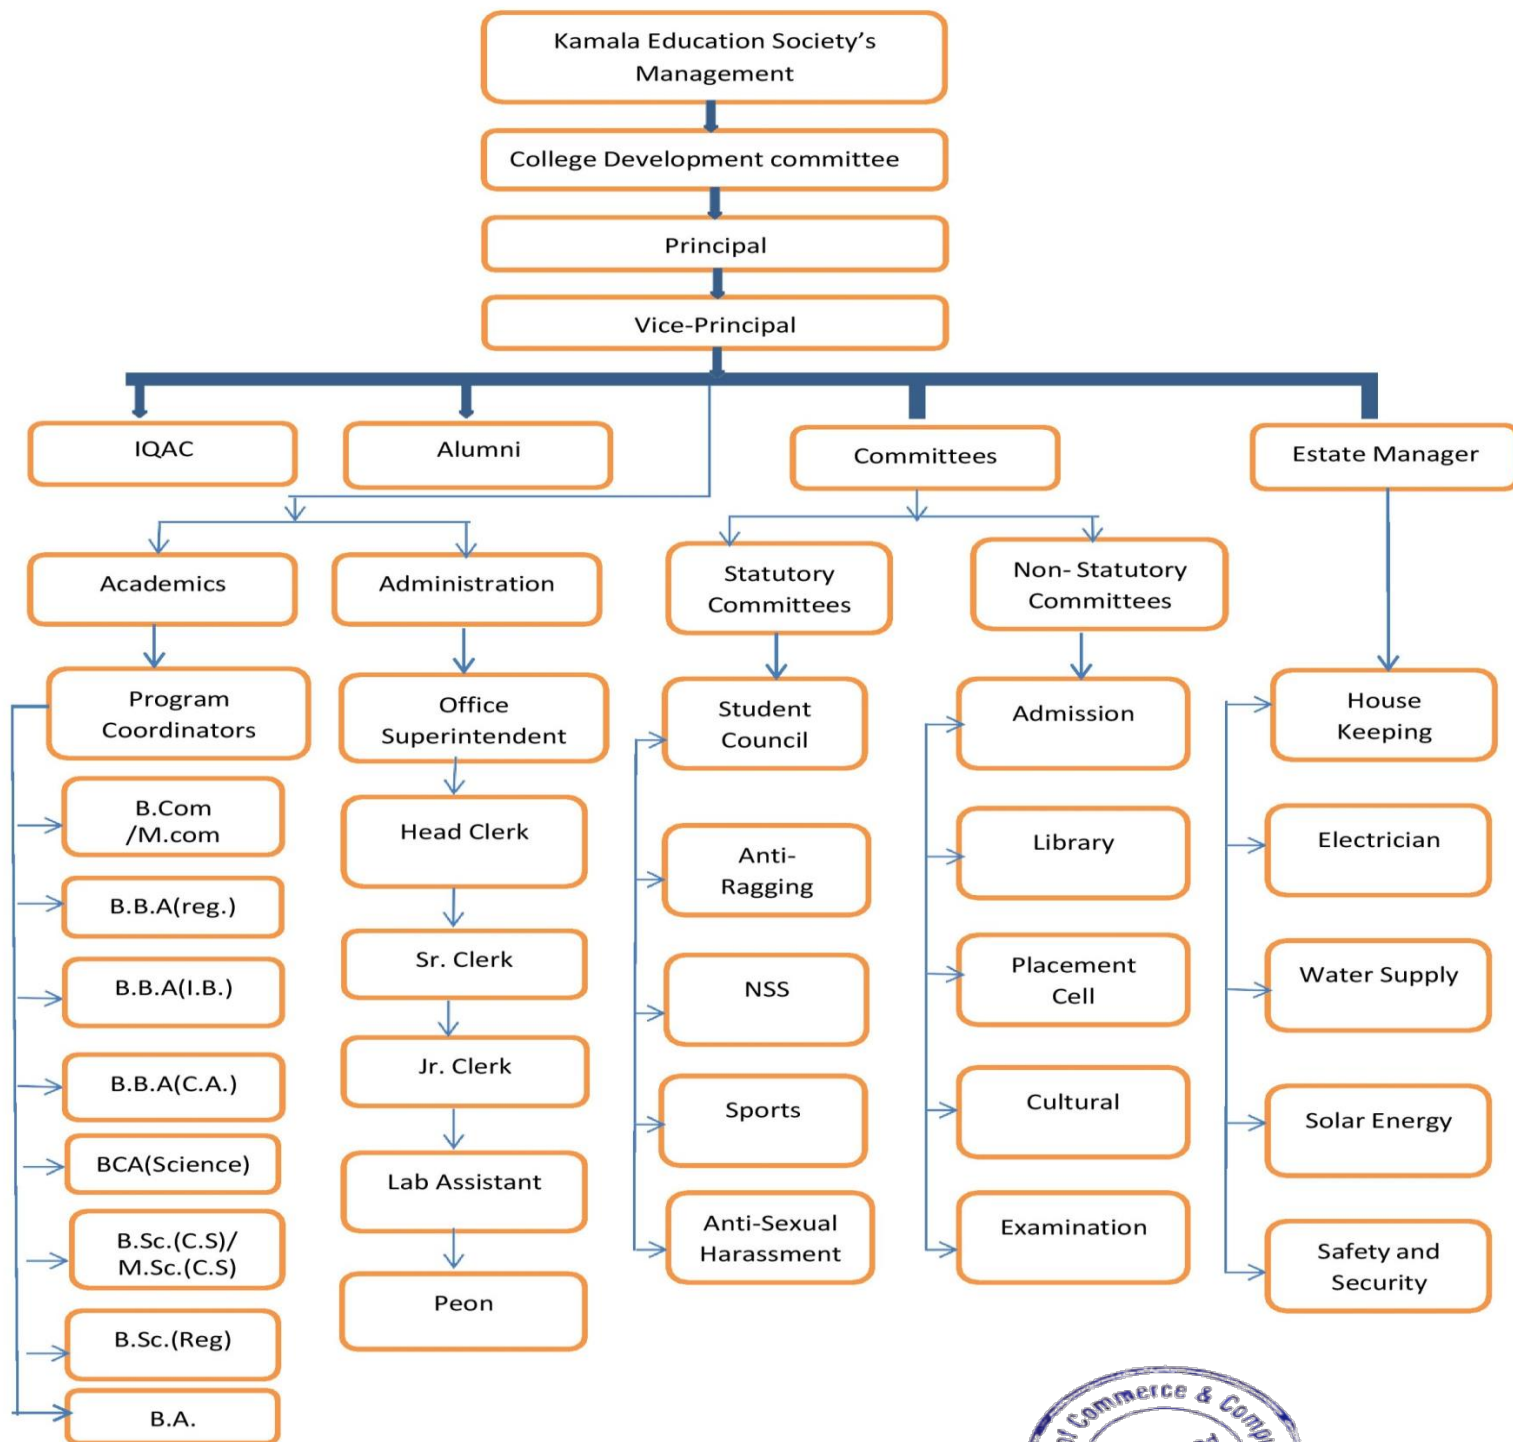 Kamala Education Society's
Management
College Development committee
Principal
Vice-Principal
IQAC
Alumni
Committees
Estate Manager
Academics
Administration
Statutory
Committees
Non- Statutory
Committees
Program
Coordinators
B.Com
/M.com
B.B.A(reg.)
B.B.A(I.B.)
B.B.A(C.A.)
BCA(Science)
B.Sc.(C.S)/
M.Sc.(C.S)
B.Sc.(Reg)
B.A.
Office
Superintendent
Head Clerk
Sr. Clerk
Jr. Clerk
Lab Assistant
Peon
Student
Council
Anti-
Ragging
NSS
Sports
Anti-Sexual
Harassment
Admission
Library
Placement
Cell
Cultural
Examination
House
Keeping
Electrician
Water Supply
Solar Energy
Safety and
Security
Commerce &